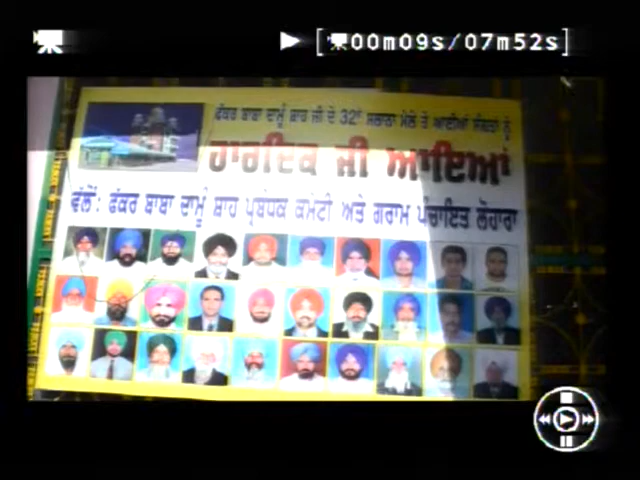 00m09s/07m52s
ਫੱਕਰ ਬਾਬਾ ਦਾਮੂੰ ਸ਼ਾਹ ਜੀ ਦੇ 32ਵੇਂ ਸਲਾਨਾ ਮੇਲੇ ਤੇ ਆਈਆਂ ਸੰਗਤਾਂ ਨੂੰ
ਹਾਰਦਿਕ ਜੀ ਆਇਆਂ
ਵੱਲੋਂ: ਫੱਕਰ ਬਾਬਾ ਦਾਮੂੰ ਸ਼ਾਹ ਪ੍ਰਬੰਧਕ ਕਮੇਟੀ ਅਤੇ ਗਰਾਮ ਪੰਚਾਇਤ ਲੋਹਾਰਾ